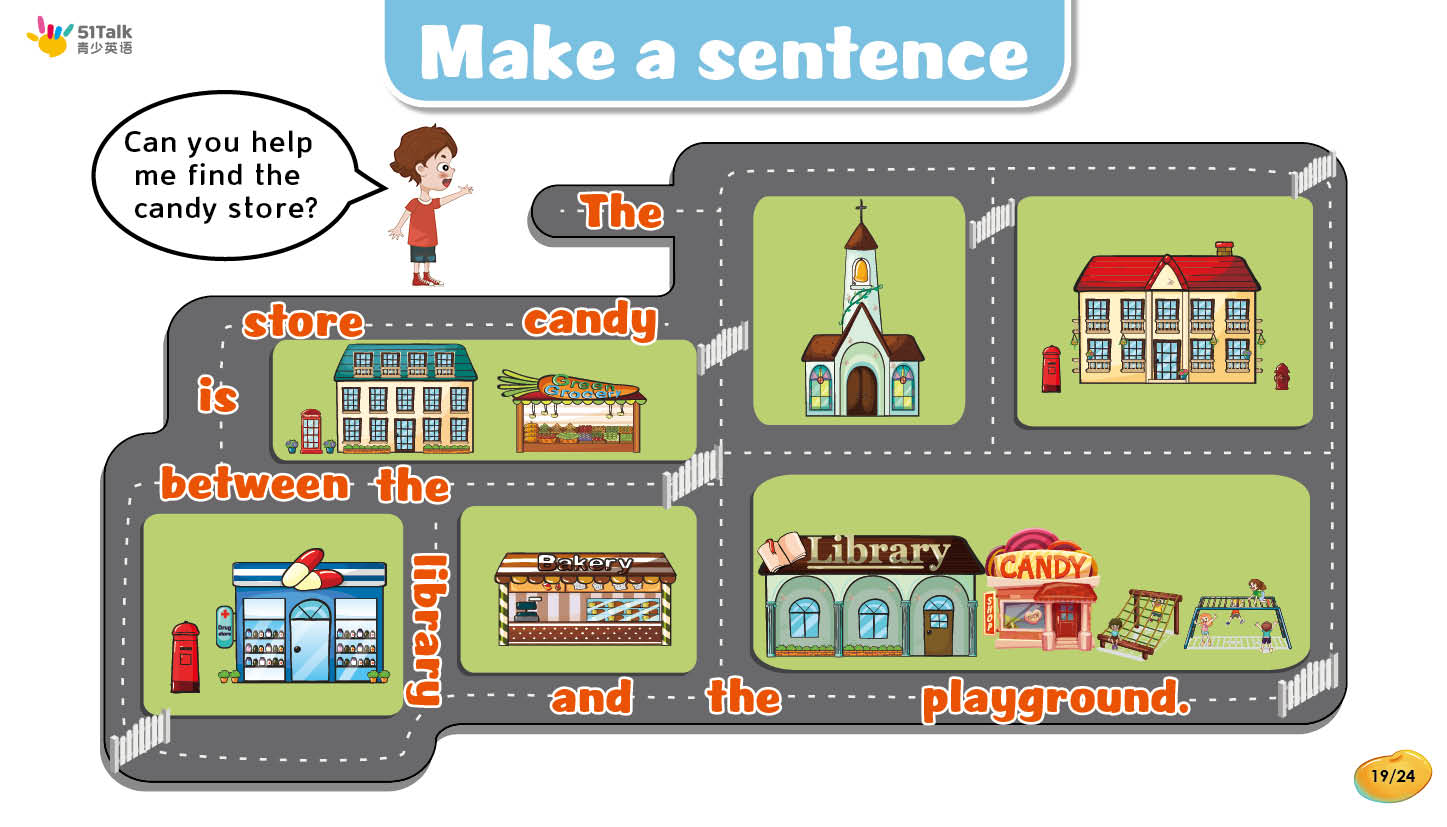 51Talk
青少英语
Make a sentence
Can you help
me find the
candy store?
The
candy
store
is
between the
library
and the playground.
Green
Grocer
Bakery
Drug
store
Library
CANDY
SHOP
19/24